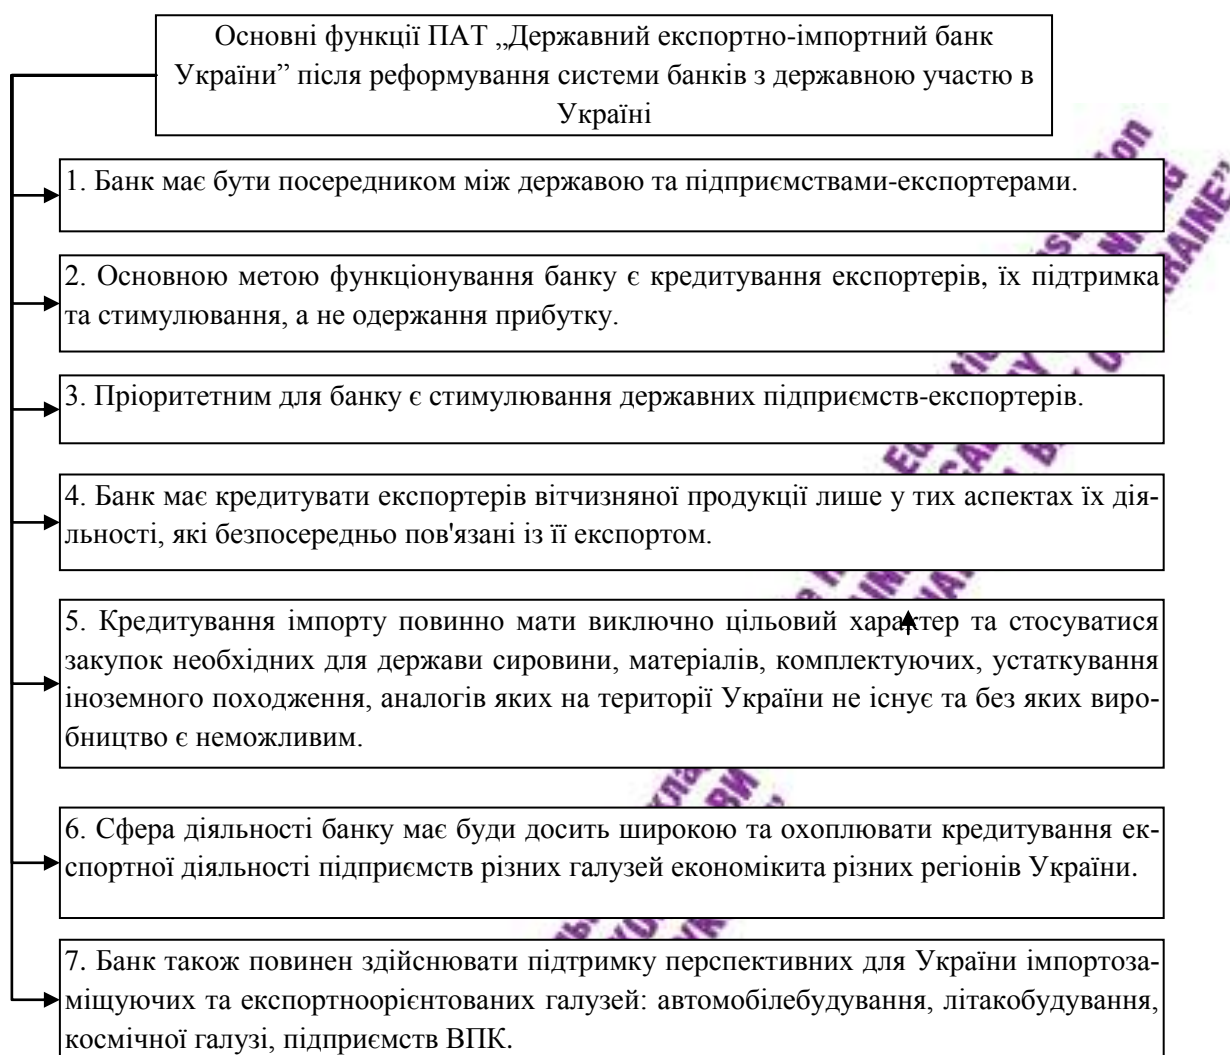 Основні функції ПАТ „Державний експортно-імпортний банк
України” після реформування системи банків з державною участю в
Україні
1. Банк має бути посередником між державою та підприємствами-експортерами.
2. Основною метою функціонування банку є кредитування експортерів, їх підтримка
та стимулювання, а не одержання прибутку.
3. Пріоритетним для банку є стимулювання державних підприємств-експортерів.
4. Банк має кредитувати експортерів вітчизняної продукції лише у тих аспектах їх дія-
льності, які безпосередньо пов'язані із її експортом.
5. Кредитування імпорту повинно мати виключно цільовий характер та стосуватися
закупок необхідних для держави сировини, матеріалів, комплектуючих, устаткування
іноземного походження, аналогів яких на території України не існує та без яких виро-
бництво є неможливим.
6. Сфера діяльності банку має буди досить широкою та охоплювати кредитування ек-
спортної діяльності підприємств різних галузей економікита різних регіонів України.
7. Банк також повинен здійснювати підтримку перспективних для України імпортоза-
міщуючих та експортноорієнтованих галузей: автомобілебудування, літакобудування,
космічної галузі, підприємств ВПК.